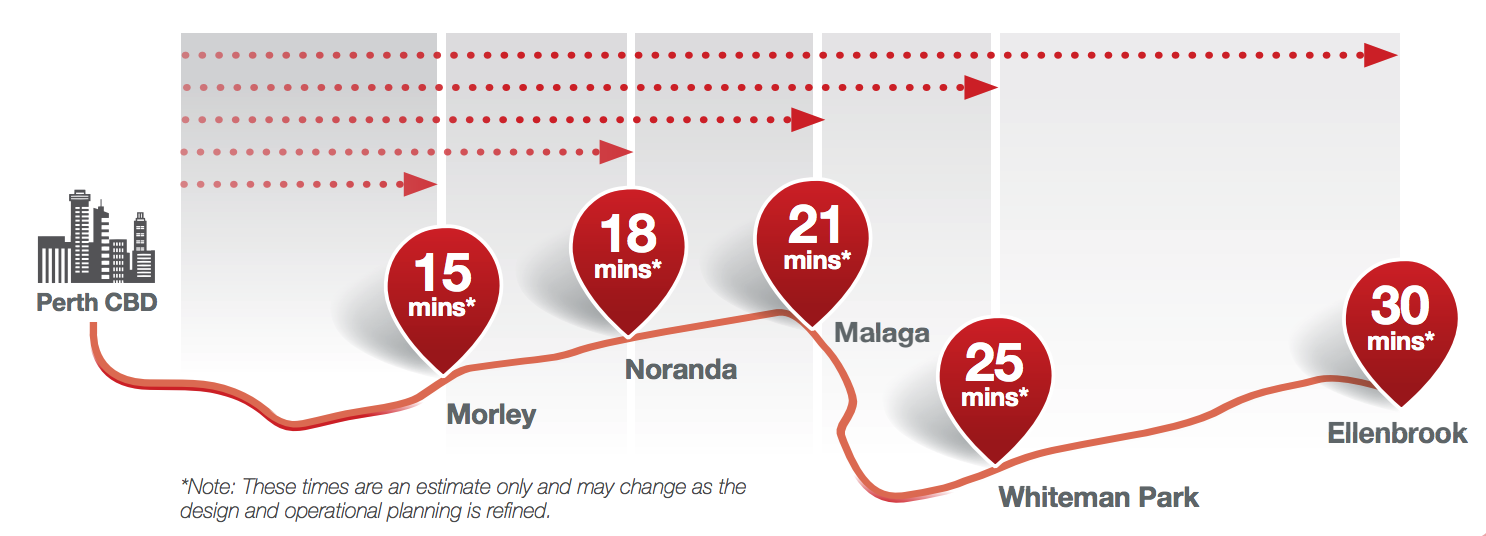 Perth CBD
15
mins*
Morley
18
mins*
Noranda
21
mins*
Malaga
25
mins*
Whiteman Park
30
mins*
Ellenbrook
*Note: These times are an estimate only and may change as the
design and operational planning is refined.